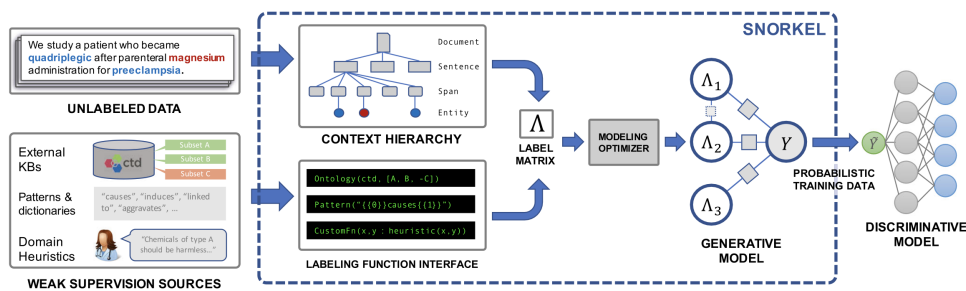 SNORKEL
We study a patient who became
quadriplegic after parenteral magnesium
administration for preeclampsia.
UNLABELED DATA
Document
Sentence
Span
Entity
CONTEXT HIERARCHY
WEAK SUPERVISION SOURCES
External
KBs
ctd
Subset A
Subset B
Subset C
Patterns &
dictionaries
“causes”, “induces”, “linked
to”, “aggravates”, …
Domain
Heuristics
“Chemicals of type A
should be harmless…”
Ontology(ctd, [A, B, -C])
Pattern("{{0}}causes{{1}}")
CustomFn(x,y : heuristic(x,y))
LABELING FUNCTION INTERFACE
Λ
LABEL
MATRIX
MODELING
OPTIMIZER
Λ1
Λ2
Λ3
Y
GENERATIVE
MODEL
Ỹ
PROBABILISTIC
TRAINING DATA
DISCRIMINATIVE
MODEL